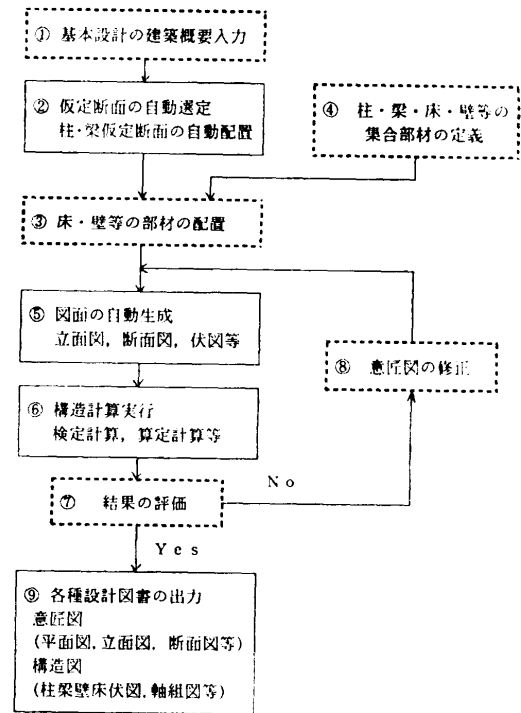 ① 基本設計の建築概要入力
② 仮定断面の自動選定
柱・梁仮定断面の自動配置
④ 柱・梁・床・壁等の
集合部材の定義
③ 床・壁等の部材の配置
⑤ 図面の自動生成
立面図,断面図,伏図等
⑧ 意匠図の修正
⑥ 構造計算実行
検定計算,算定計算等
⑦ 結果の評価
No
Yes
⑨ 各種設計図書の出力
意匠図
(平面図,立面図,断面図等)
構造図
(柱梁壁床伏図,軸組図等)